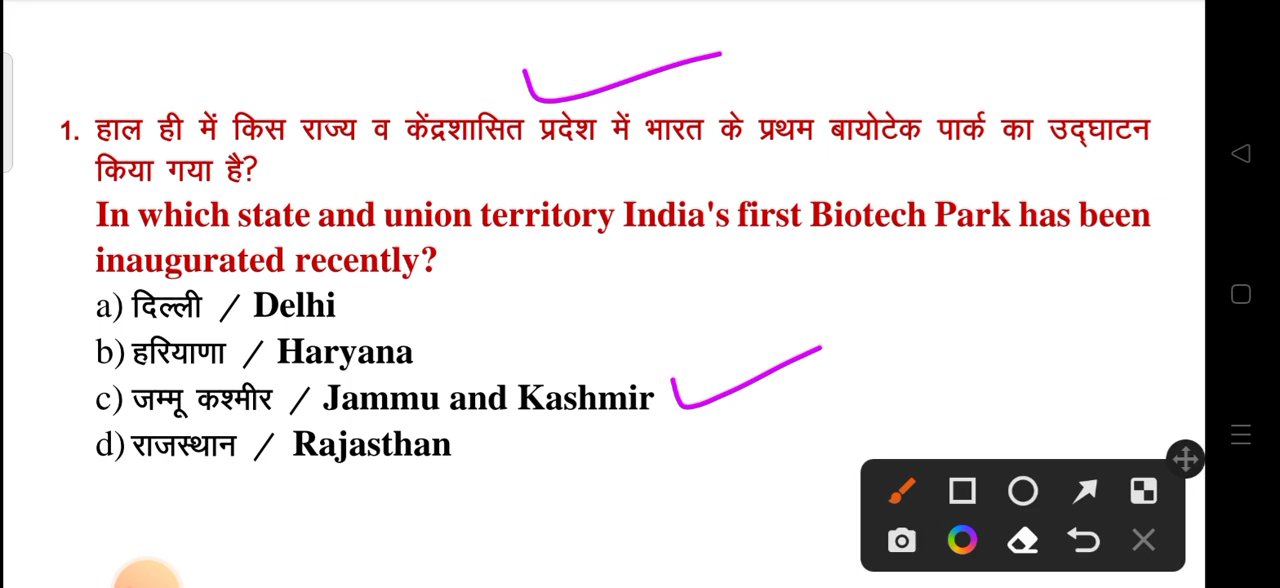 1. हाल ही में किस राज्य व केंद्रशासित प्रदेश में भारत के प्रथम बायोटेक पार्क का उद्घाटन
किया गया है?
In which state and union territory India's first Biotech Park has been
inaugurated recently?
a) दिल्ली / Delhi
b) हरियाणा / Haryana
c) जम्मू कश्मीर / Jammu and Kashmir
d) राजस्थान / Rajasthan